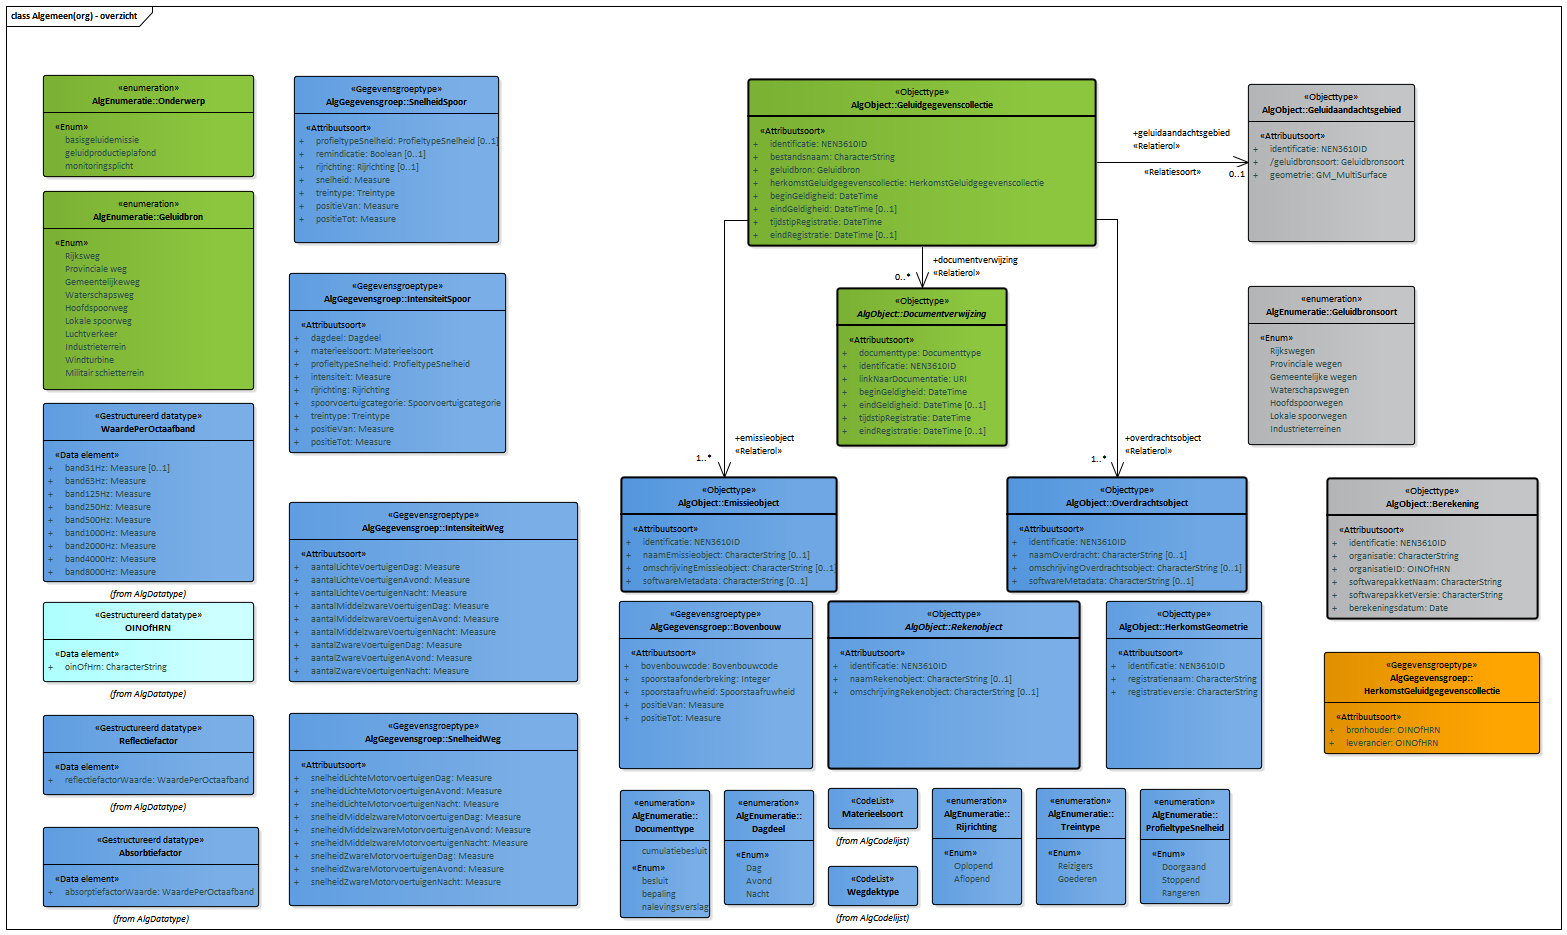 class Algemeen(org) - overzicht
«enumeration»
AlgEnumeratie::Onderwerp
«Enum»
basisgeluidemissie
geluidproductieplafond
monitoringsplicht
«enumeration»
AlgEnumeratie::Geluidbron
«Enum»
Rijksweg
Provinciale weg
Gemeentelijkeweg
Waterschapsweg
Hoofdspoorweg
Lokale spoorweg
Luchtverkeer
Industrieterrein
Windturbine
Militair schietterrein
«Gestructureerd datatype»
WaardePerOctaafband
«Data element»
+ band31Hz: Measure [0..1]
+ band63Hz: Measure
+ band125Hz: Measure
+ band250Hz: Measure
+ band500Hz: Measure
+ band1000Hz: Measure
+ band2000Hz: Measure
+ band4000Hz: Measure
+ band8000Hz: Measure
(from AlgDatatype)
«Gestructureerd datatype»
OINOfHRN
«Data element»
+ oinOfHrn: CharacterString
(from AlgDatatype)
«Gestructureerd datatype»
Reflectiefactor
«Data element»
+ reflectiefactorWaarde: WaardePerOctaafband
(from AlgDatatype)
«Gestructureerd datatype»
Absorbtiefactor
«Data element»
+ absorptiefactorWaarde: WaardePerOctaafband
(from AlgDatatype)
«Gegevensgroeptype»
AlgGegevensgroep::SnelheidSpoor
«Attribuutsoort»
+ profieltypeSnelheid: ProfieltypeSnelheid [0..1]
+ remindicatie: Boolean [0..1]
+ rijrichting: Rijrichting [0..1]
+ snelheid: Measure
+ treintype: Treintype
+ positieVan: Measure
+ positieTot: Measure
«Gegevensgroeptype»
AlgGegevensgroep::IntensiteitSpoor
«Attribuutsoort»
+ dagdeel: Dagdeel
+ materieelsoort: Materieelsoort
+ profieltypeSnelheid: ProfieltypeSnelheid
+ intensiteit: Measure
+ rijrichting: Rijrichting
+ spoorvoertuigcategorie: Spoorvoertuigcategorie
+ treintype: Treintype
+ positieVan: Measure
+ positieTot: Measure
«Gegevensgroeptype»
AlgGegevensgroep::IntensiteitWeg
«Attribuutsoort»
+ aantalLichteVoertuigenDag: Measure
+ aantalLichteVoertuigenAvond: Measure
+ aantalLichteVoertuigenNacht: Measure
+ aantalMiddelzwareVoertuigenDag: Measure
+ aantalMiddelzwareVoertuigenAvond: Measure
+ aantalMiddelzwareVoertuigenNacht: Measure
+ aantalZwareVoertuigenDag: Measure
+ aantalZwareVoertuigenAvond: Measure
+ aantalZwareVoertuigenNacht: Measure
«Gegevensgroeptype»
AlgGegevensgroep::SnelheidWeg
«Attribuutsoort»
+ snelheidLichteMotorvoertuigenDag: Measure
+ snelheidLichteMotorvoertuigenAvond: Measure
+ snelheidLichteMotorvoertuigenNacht: Measure
+ snelheidMiddelzwareMotorvoertuigenDag: Measure
+ snelheidMiddelzwareMotorvoertuigenAvond: Measure
+ snelheidMiddelzwareMotorvoertuigenNacht: Measure
+ snelheidZwareMotorvoertuigenDag: Measure
+ snelheidZwareMotorvoertuigenAvond: Measure
+ snelheidZwareMotorvoertuigenNacht: Measure
«Objecttype»
AlgObject::Geluidgegevenscollectie
«Attribuutsoort»
+ identificatie: NEN3610ID
+ bestandsnaam: CharacterString
+ geluidbron: Geluidbron
+ herkomstGeluidgegevenscollectie: HerkomstGeluidgegevenscollectie
+ beginGeldigheid: DateTime
+ eindGeldigheid: DateTime [0..1]
+ tijdstipRegistratie: DateTime
+ eindRegistratie: DateTime [0..1]
+geluidaandachtsgebied
«Relatierol»
«Relatiesoort»
0..1
«Objecttype»
AlgObject::Geluidaandachtsgebied
«Attribuutsoort»
+ identificatie: NEN3610ID
+ /geluidbronsoort: Geluidbronsoort
+ geometrie: GM_MultiSurface
+documentverwijzing
«Relatierol»
0..*
«Objecttype»
AlgObject::Documentverwijzing
«Attribuutsoort»
+ documenttype: Documenttype
+ identificatie: NEN3610ID
+ linkNaarDocumentatie: URI
+ beginGeldigheid: DateTime
+ eindGeldigheid: DateTime [0..1]
+ tijdstipRegistratie: DateTime
+ eindRegistratie: DateTime [0..1]
«enumeration»
AlgEnumeratie::Geluidbronsoort
«Enum»
Rijkswegen
Provinciale wegen
Gemeentelijke wegen
Waterschapswegen
Hoofdspoorwegen
Lokale spoorwegen
Industrieterreinen
+emissieobject
«Relatierol»
1..*
+overdrachtsobject
«Relatierol»
1..*
«Objecttype»
AlgObject::Emissieobject
«Attribuutsoort»
+ identificatie: NEN3610ID
+ naamEmissieobject: CharacterString [0..1]
+ omschrijvingEmissieobject: CharacterString [0..1]
+ softwareMetadata: CharacterString [0..1]
«Objecttype»
AlgObject::Overdrachtsobject
«Attribuutsoort»
+ identificatie: NEN3610ID
+ naamOverdracht: CharacterString [0..1]
+ omschrijvingOverdrachtsobject: CharacterString [0..1]
+ softwareMetadata: CharacterString [0..1]
«Objecttype»
AlgObject::Berekening
«Attribuutsoort»
+ identificatie: NEN3610ID
+ organisatie: CharacterString
+ organisatieID: OINOfHRN
+ softwarepakketNaam: CharacterString
+ softwarepakketVersie: CharacterString
+ berekeningsdatum: Date
«Gegevensgroeptype»
AlgGegevensgroep::Bovenbouw
«Attribuutsoort»
+ bovenbouwcode: Bovenbouwcode
+ spoorstaafonderbreking: Integer
+ spoorstaafruwheid: Spoorstaafruwheid
+ positieVan: Measure
+ positieTot: Measure
«Objecttype»
AlgObject::Rekenobject
«Attribuutsoort»
+ identificatie: NEN3610ID
+ naamRekenobject: CharacterString [0..1]
+ omschrijvingRekenobject: CharacterString [0..1]
«Objecttype»
AlgObject::HerkomstGeometrie
«Attribuutsoort»
+ identificatie: NEN3610ID
+ registratienaam: CharacterString
+ registratieversie: CharacterString
«Gegevensgroeptype»
AlgGegevensgroep::
HerkomstGeluidgegevenscollectie
«Attribuutsoort»
+ bronhouder: OINOfHRN
+ leverancier: OINOfHRN
«enumeration»
AlgEnumeratie::
Documenttype
cumulatiebesluit
«Enum»
besluit
bepaling
nalevingsverslag
«enumeration»
AlgEnumeratie::
Dagdeel
«Enum»
Dag
Avond
Nacht
«CodeList»
Materieelsoort
(from AlgCodelijst)
«CodeList»
Wegdektype
(from AlgCodelijst)
«enumeration»
AlgEnumeratie::
Rijrichting
«Enum»
Oplopend
Aflopend
«enumeration»
AlgEnumeratie::
Treintype
«Enum»
Reizigers
Goederen
«enumeration»
AlgEnumeratie::
ProfieltypeSnelheid
«Enum»
Doorgaand
Stoppend
Rangeren